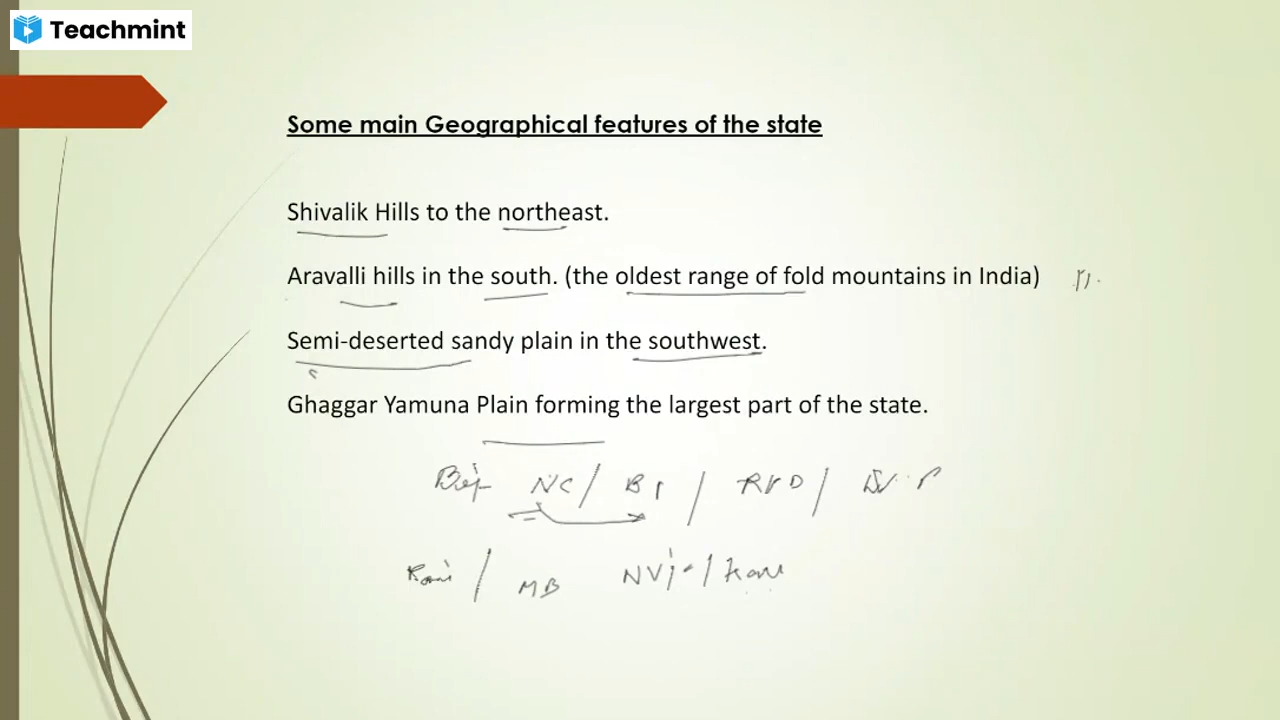 Teachmint
Some main Geographical features of the state
Shivalik Hills to the northeast.
Aravalli hills in the south. (the oldest range of fold mountains in India)
Semi-deserted sandy plain in the southwest.
Ghaggar Yamuna Plain forming the largest part of the state.
NC /
MB